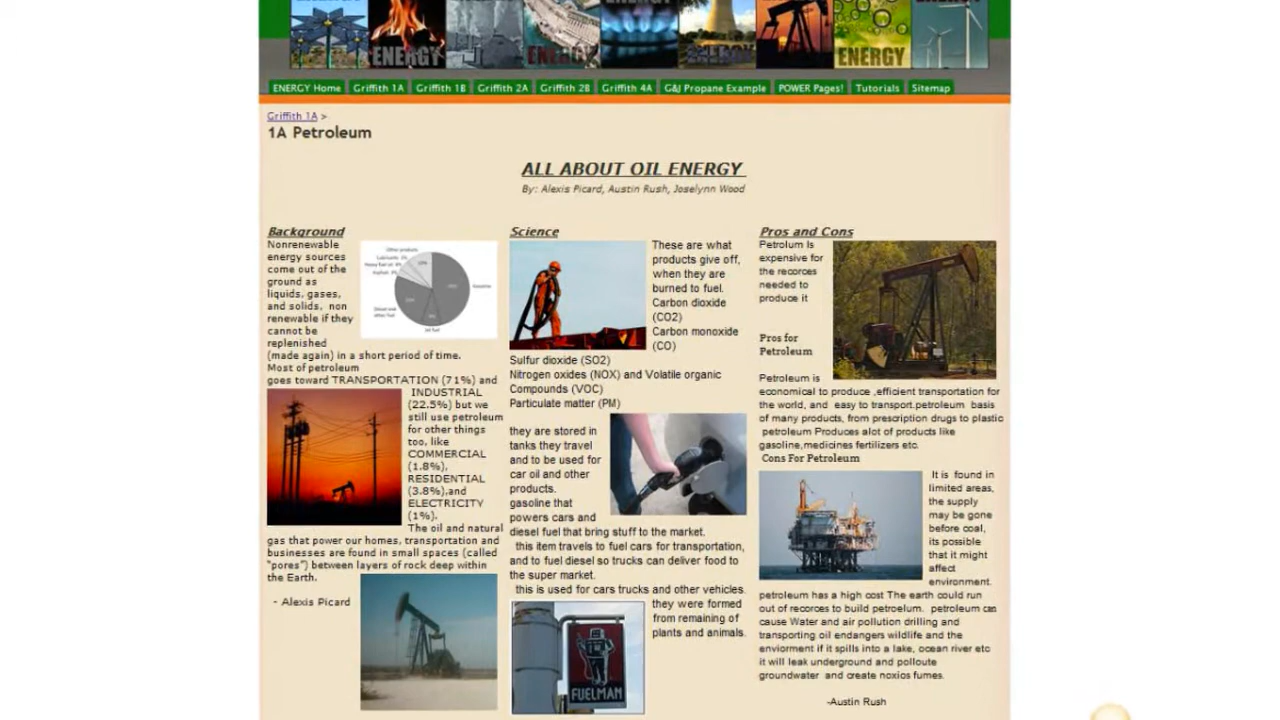 ENERGY
ENERGY
ENERGY Home
Griffith 1A
Griffith 1B
Griffith 2A
Griffith 2B
Griffith 4A
G&J Propane Example
POWER Pages!
Tutorials
Sitemap
Griffith 1A >
1A Petroleum
ALL ABOUT OIL ENERGY
By: Alexis Picard, Austin Rush, Joselynn Wood
Background
Nonrenewable
energy sources
come out of the
ground as
liquids, gases,
and solids, non
renewable if they
cannot be
replenished
(made again) in a short period of time.
Most of petroleum
goes toward TRANSPORTATION (71%) and
INDUSTRIAL
(22.5%) but we
still use petroleum
for other things
too, like
COMMERCIAL
(1.8%),
RESIDENTIAL
(3.8%),and
ELECTRICITY
(1%).
The oil and natural
gas that power our homes, transportation and
businesses are found in small spaces (called
"pores") between layers of rock deep within
the Earth.
- Alexis Picard
Other products
Jet fuel
Science
These are what
products give off,
when they are
burned to fuel.
Carbon dioxide
(CO2)
Carbon monoxide
(CO)
Sulfur dioxide (SO2)
Nitrogen oxides (NOX) and Volatile organic
Compounds (VOC)
Particulate matter (PM)
they are stored in
tanks they travel
and to be used for
car oil and other
products.
gasoline that
powers cars and
diesel fuel that bring stuff to the market.
this item travels to fuel cars for transportation,
and to fuel diesel so trucks can deliver food to
the super market.
this is used for cars trucks and other vehicles.
they were formed
from remaining of
plants and animals.
FUELMAN
Pros and Cons
Petrolum Is
expensive for
the recorces
needed to
produce it
Pros for
Petroleum
Petroleum is
economical to produce ,efficient transportation for
the world, and easy to transport.petroleum basis
of many products, from prescription drugs to plastic
petroleum Produces alot of products like
gasoline,medicines fertilizers etc.
Cons For Petroleum
It is found in
limited areas,
the supply
may be gone
before coal,
its possible
that it might
affect
environment.
petroleum has a high cost The earth could run
out of recorces to build petroelum. petroleum can
cause Water and air pollution drilling and
transporting oil endangers wildlife and the
enviorment if it spills into a lake, ocean river etc
it will leak underground and polloute
groundwater and create noxios fumes.
-Austin Rush